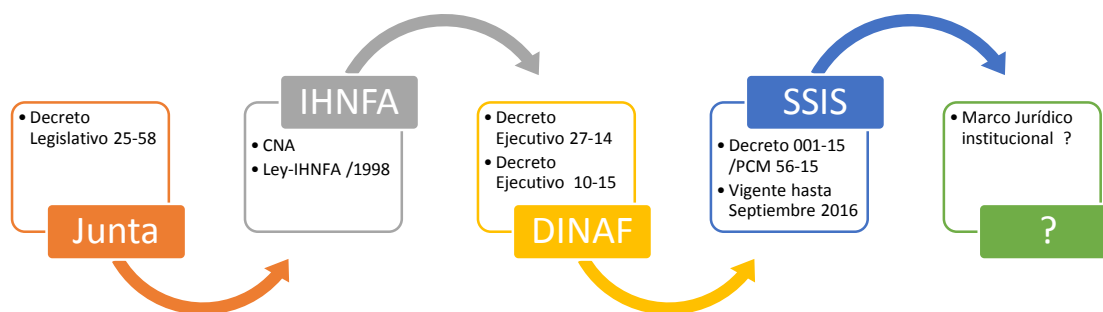 • Decreto
Legislativo 25-58
Junta
IHNFA
• CNA
• Ley-IHNFA /1998
• Decreto
Ejecutivo 27-14
• Decreto
Ejecutivo 10-15
DINAF
SSIS
• Decreto 001-15
/PCM 56-15
• Vigente hasta
Septiembre 2016
• Marco Jurídico
institucional ?
?